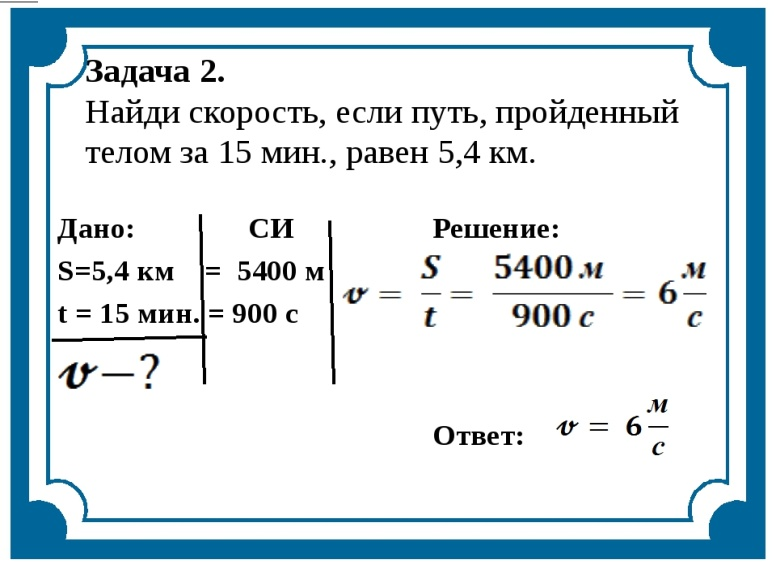 Задача 2.
Найди скорость, если путь, пройденный
телом за 15 мин., равен 5,4 км.
Дано: СИ Решение:
S=5,4 км = 5400 м
t = 15 мин. = 900 с
v = S/t = 5400 м/900 с = 6 м/с
v – ?
Ответ: v = 6 м/с